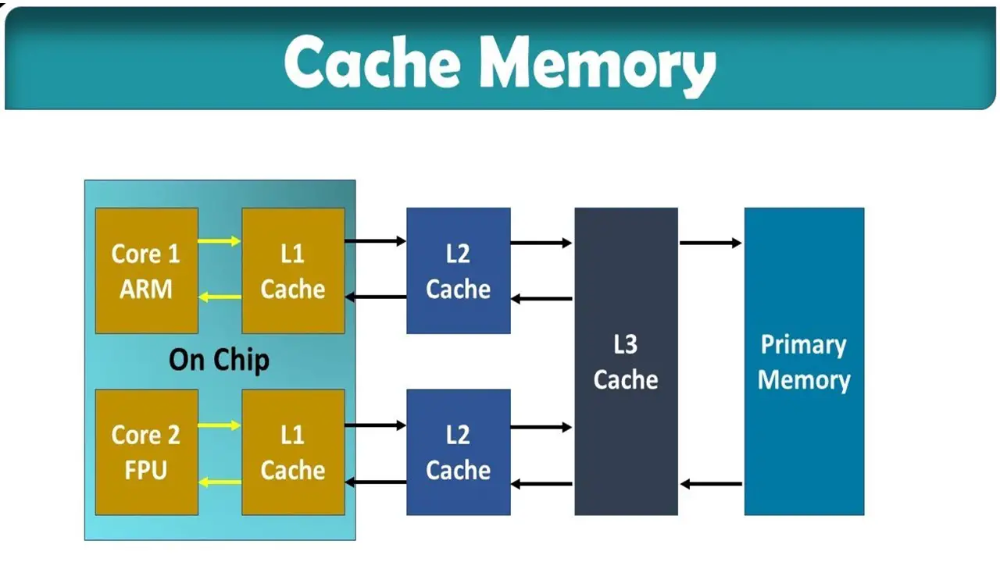 Cache Memory
Core 1
ARM
L1
Cache
L2
Cache
On Chip
Core 2
FPU
L1
Cache
L2
Cache
L3
Cache
Primary
Memory